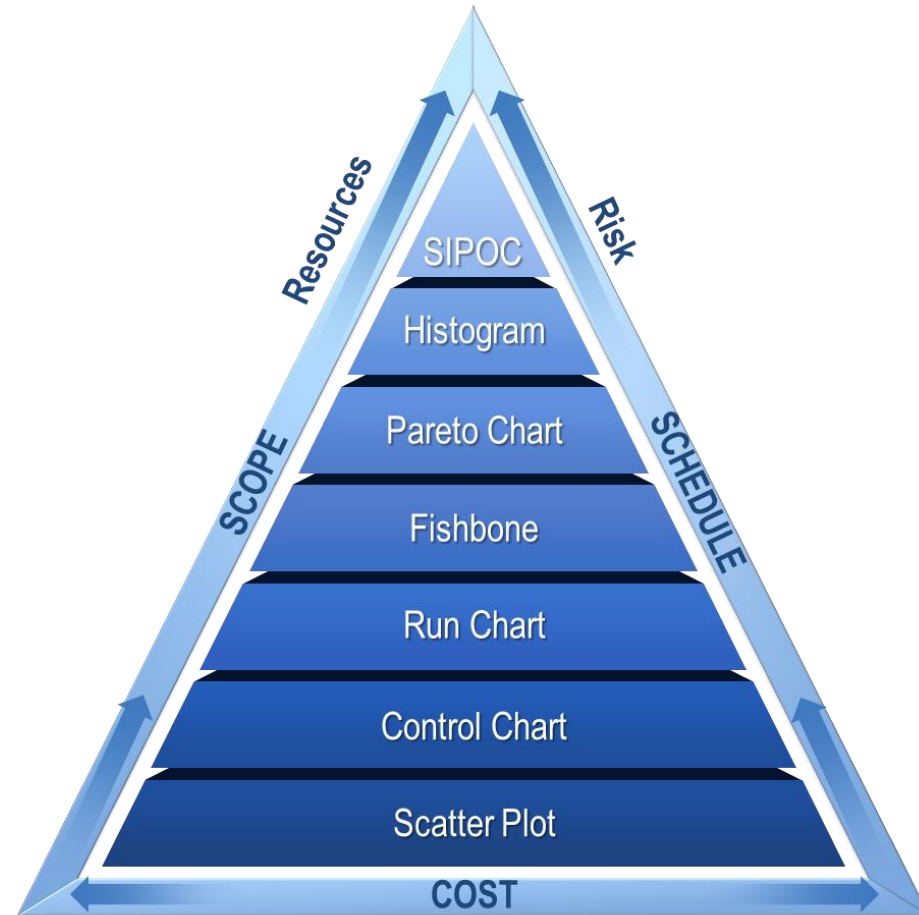 Resources
Risk
SIPOC
Histogram
Pareto Chart
SCOPE
SCHEDULE
Fishbone
Run Chart
Control Chart
Scatter Plot
COST